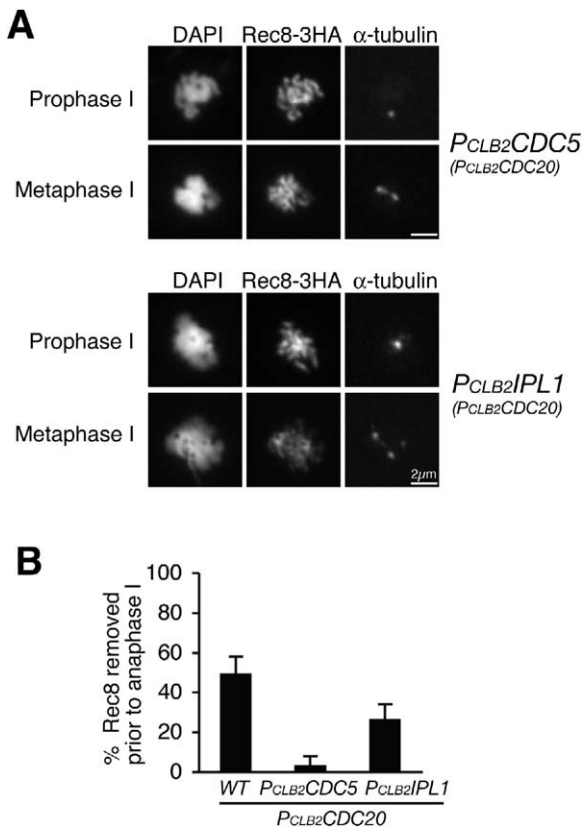 A
DAPI Rec8-3HA α-tubulin
Prophase I
PCLB2CDC5
(PCLB2CDC20)
Metaphase I
DAPI Rec8-3HA α-tubulin
Prophase I
PCLB2IPL1
(PCLB2CDC20)
Metaphase I
2μm
B
% Rec8 removed
prior to anaphase I
100
80
60
40
20
0
WT PCLB2CDC5 PCLB2IPL1
PCLB2CDC20